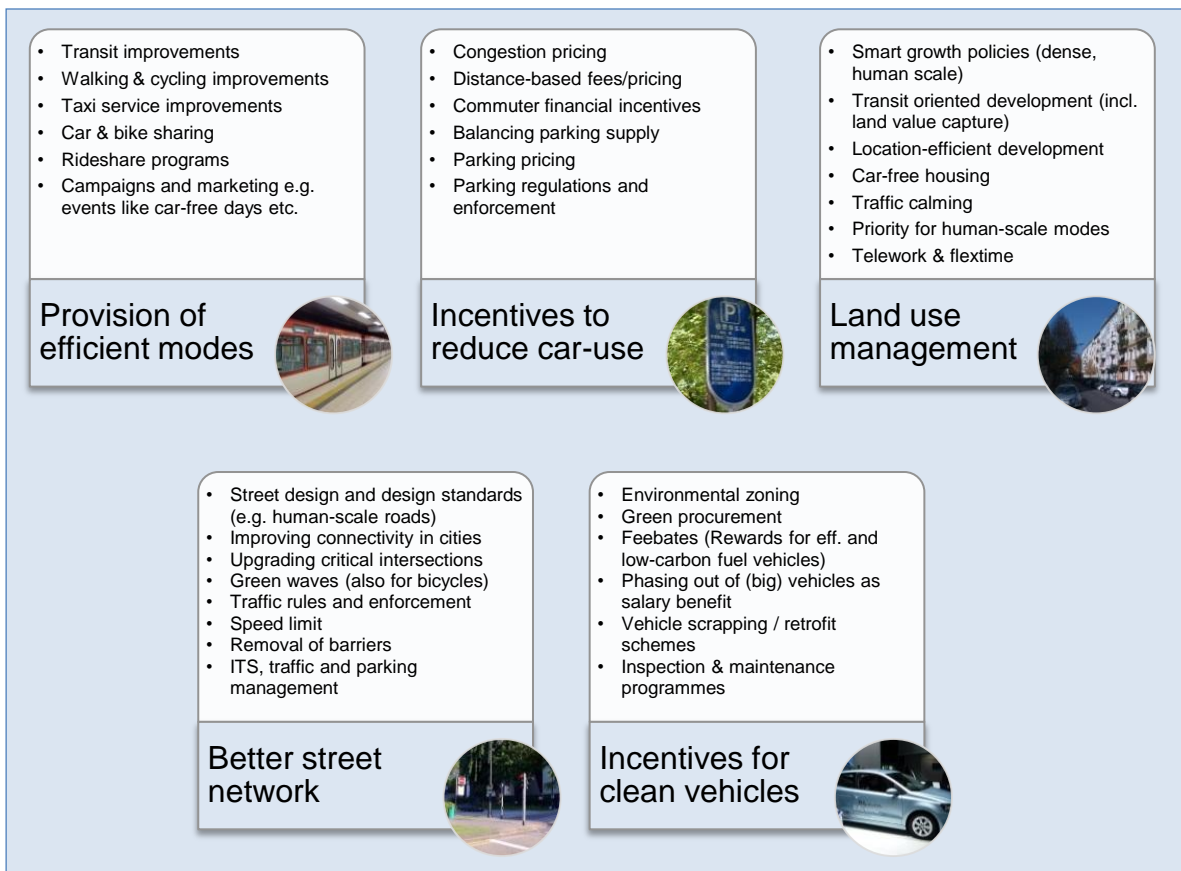 • Transit improvements
• Walking & cycling improvements
• Taxi service improvements
• Car & bike sharing
• Rideshare programs
• Campaigns and marketing e.g.
events like car-free days etc.
Provision of
efficient modes
• Congestion pricing
• Distance-based fees/pricing
• Commuter financial incentives
• Balancing parking supply
• Parking pricing
• Parking regulations and
enforcement
Incentives to
reduce car-use
P
• Smart growth policies (dense,
human scale)
• Transit oriented development (incl.
land value capture)
• Location-efficient development
• Car-free housing
• Traffic calming
• Priority for human-scale modes
• Telework & flextime
Land use
management
• Street design and design standards
(e.g. human-scale roads)
• Improving connectivity in cities
• Upgrading critical intersections
• Green waves (also for bicycles)
• Traffic rules and enforcement
• Speed limit
• Removal of barriers
• ITS, traffic and parking
management
Better street
network
• Environmental zoning
• Green procurement
• Feebates (Rewards for eff. and
low-carbon fuel vehicles)
• Phasing out of (big) vehicles as
salary benefit
• Vehicle scrapping / retrofit
schemes
• Inspection & maintenance
programmes
Incentives for
clean vehicles